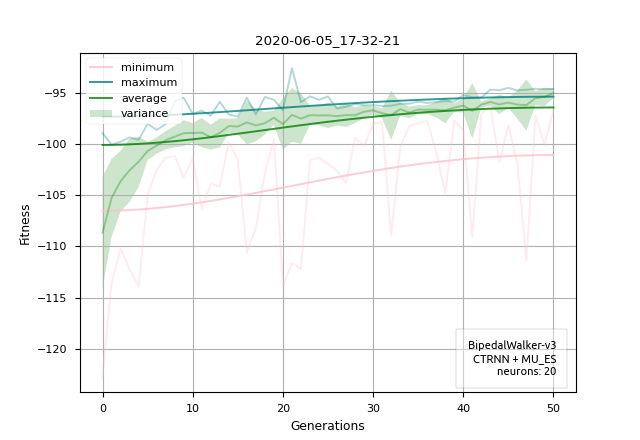 2020-06-05_17-32-21
minimum
maximum
average
variance
Fitness
−95
−100
−105
−110
−115
−120
BipedalWalker-v3
CTRNN + MU_ES
neurons: 20
0
10
20
30
40
50
Generations